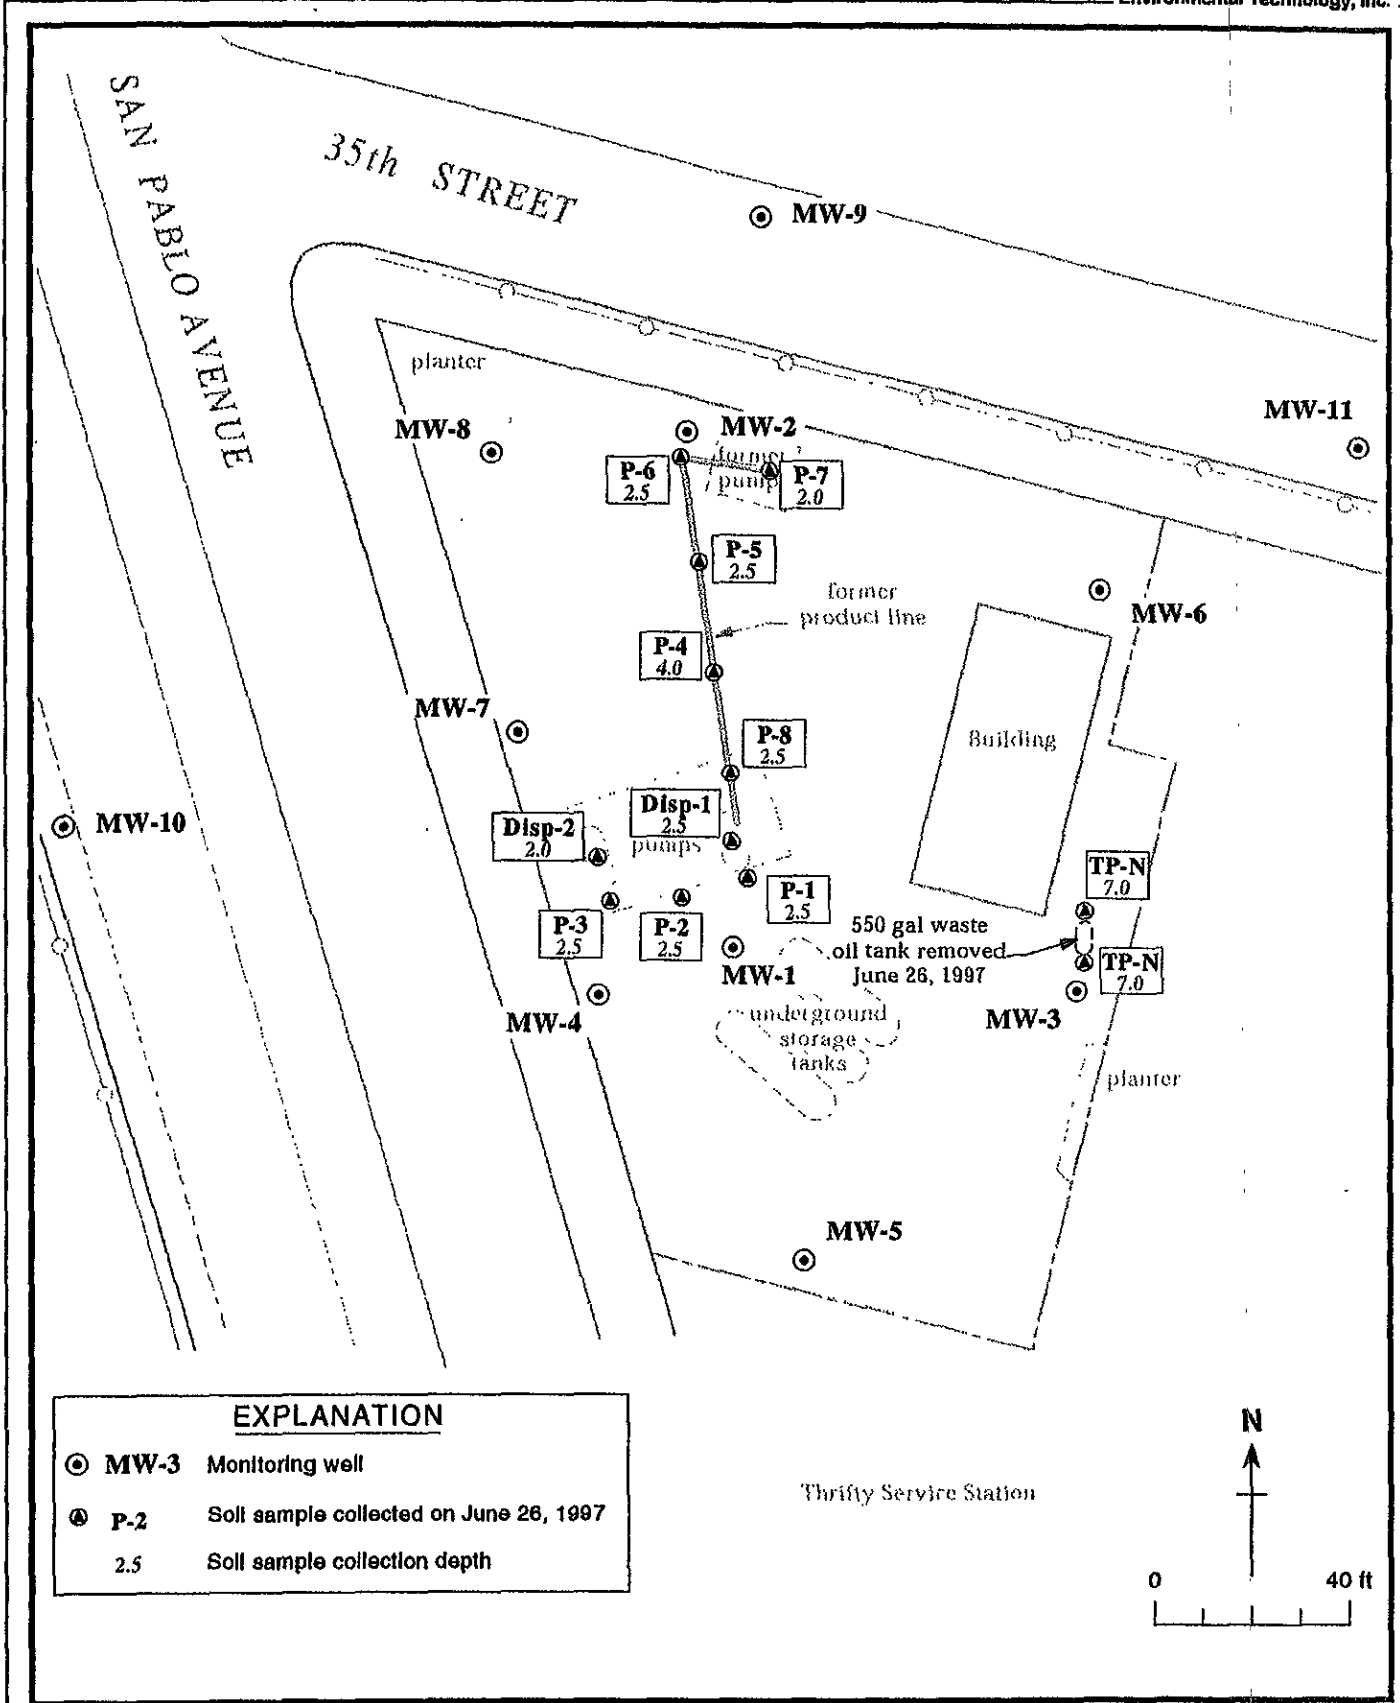 Environmental Technology, Inc.
SAN PABLO AVENUE
35th STREET
MW-9
planter
MW-8
MW-2
MW-11
former
pump
P-6
2.5
P-7
2.0
P-5
2.5
former
product line
MW-6
P-4
4.0
MW-7
P-8
2.5
Building
Disp-1
2.5
Disp-2
2.0
pumps
MW-10
TP-N
7.0
P-1
2.5
P-3
2.5
P-2
2.5
550 gal waste
oil tank removed
June 26, 1997
TP-N
7.0
MW-1
MW-4
MW-3
underground
storage
tanks
planter
MW-5
EXPLANATION
MW-3 Monitoring well
P-2 Soil sample collected on June 26, 1997
2.5 Soil sample collection depth
Thrifty Service Station
N
0 40 ft